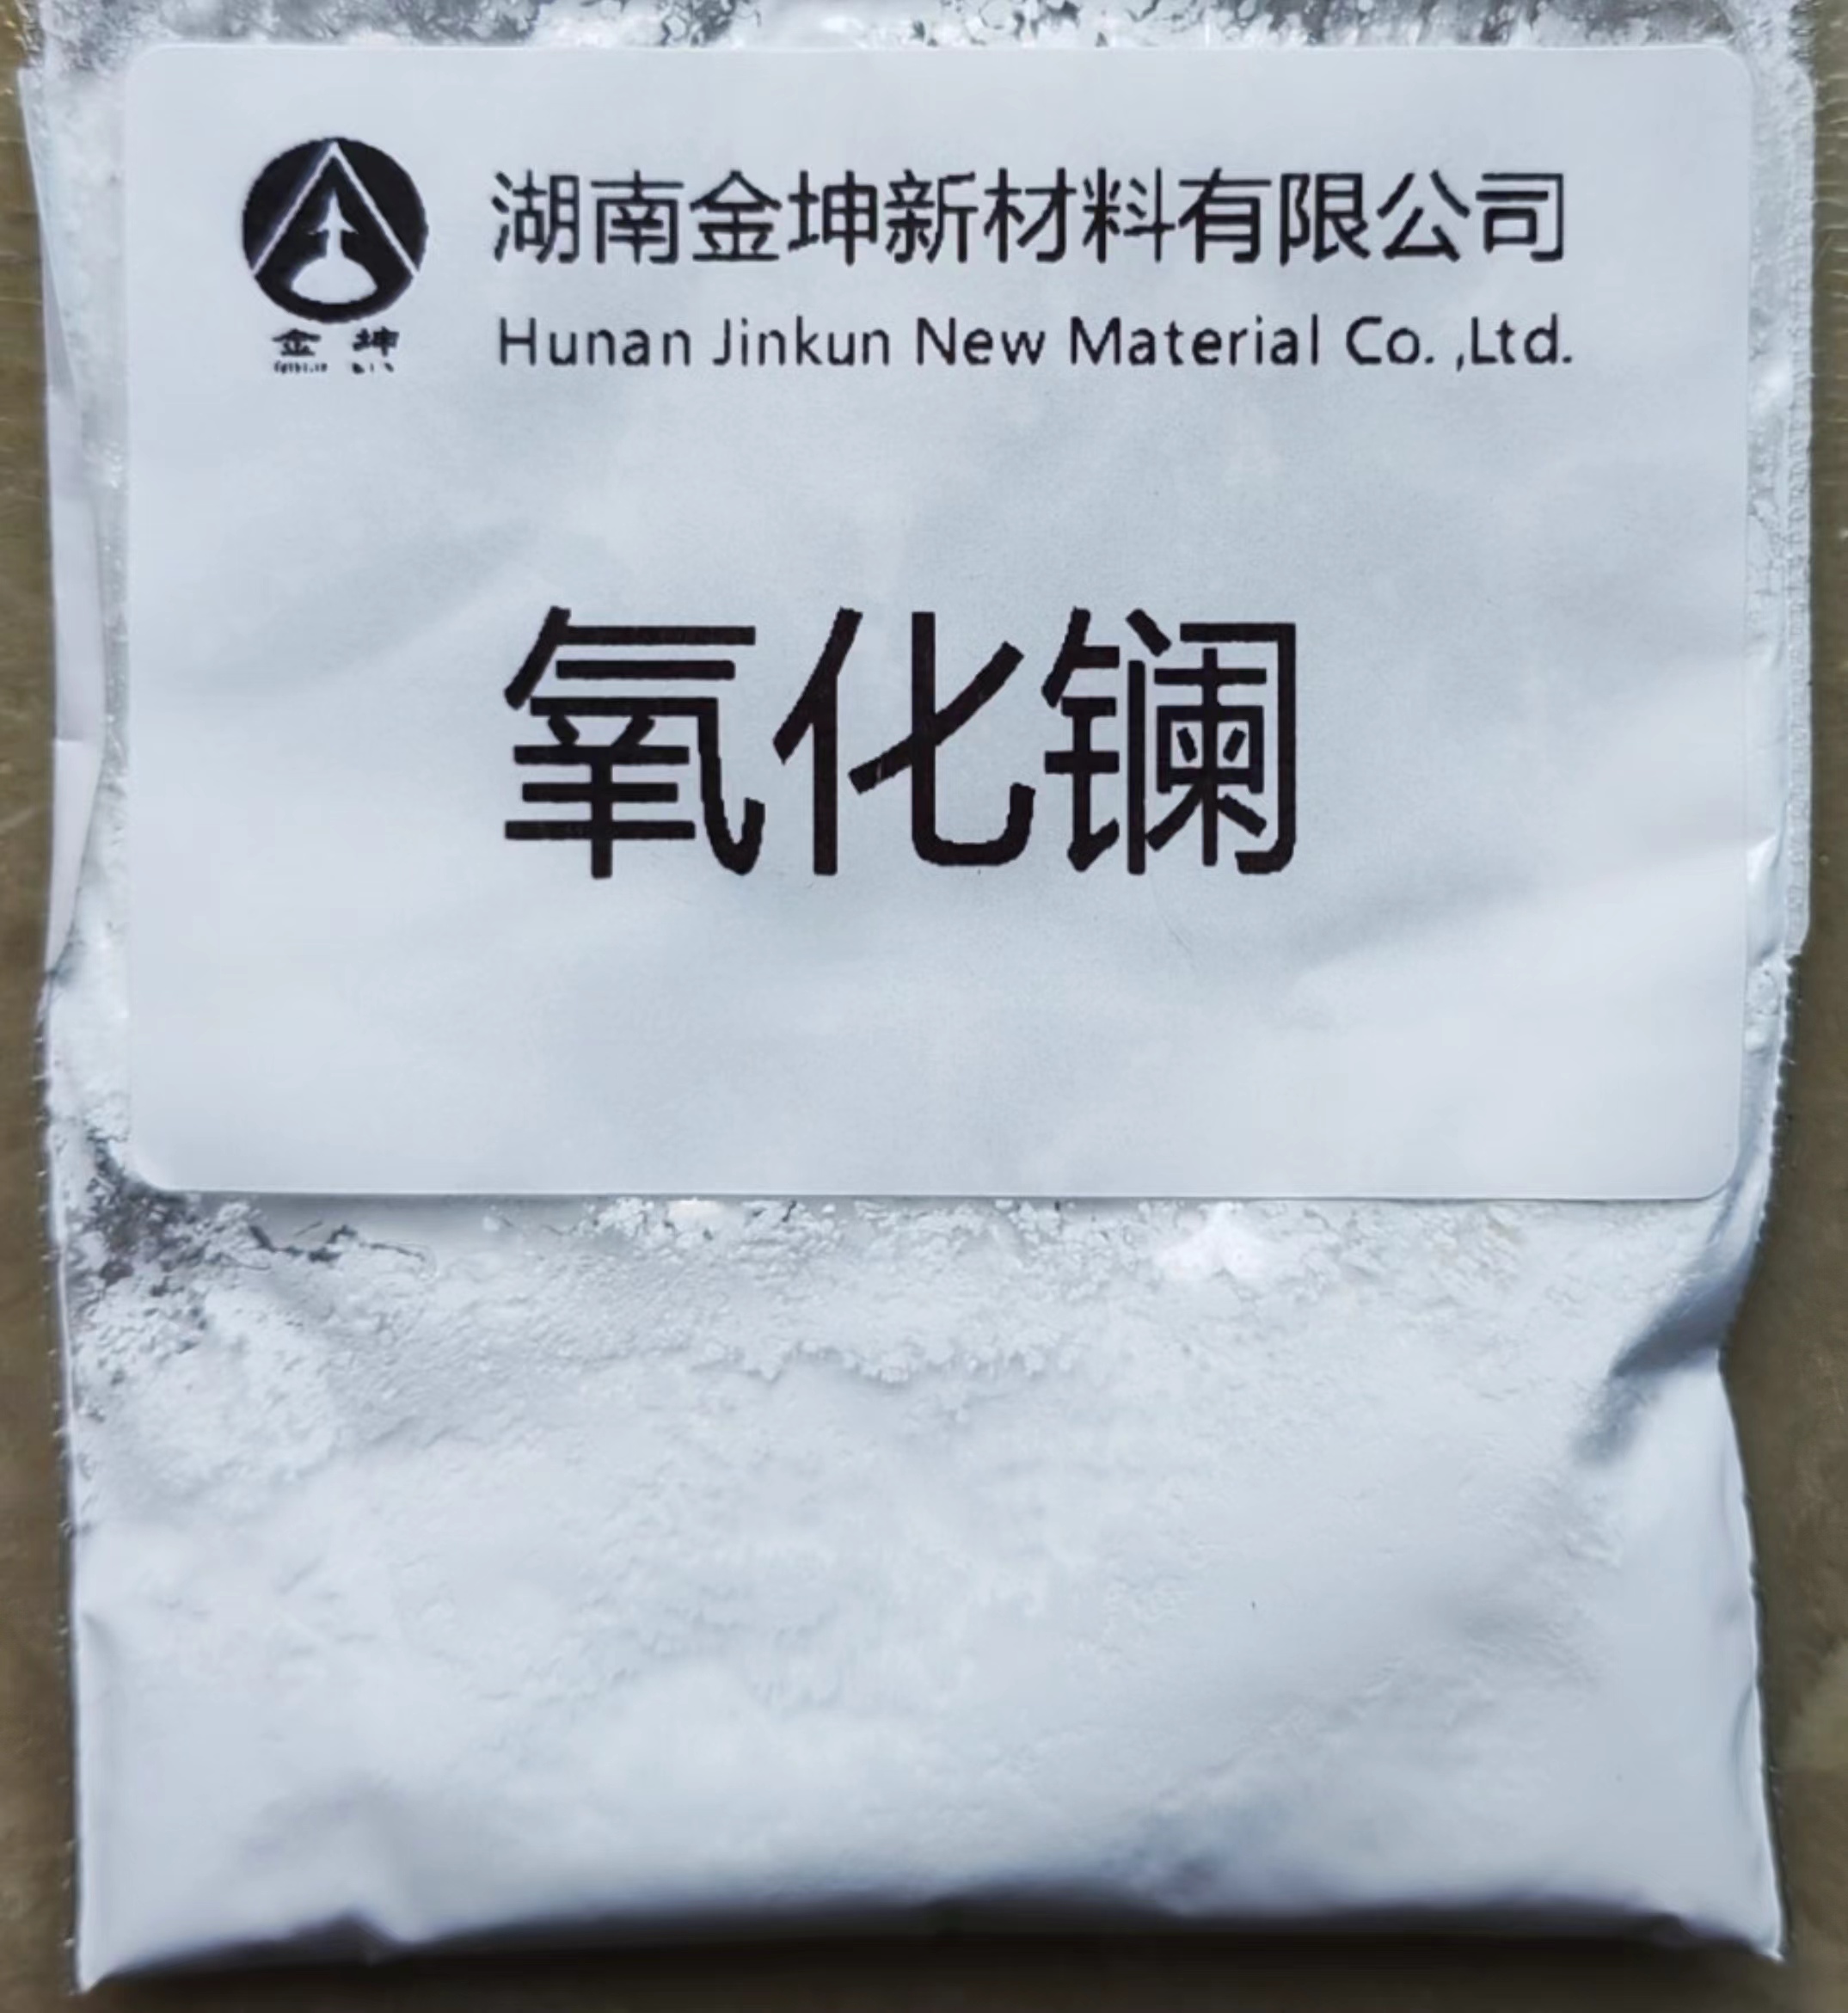 湖南金坤新材料有限公司
Hunan Jinkun New Material Co. ,Ltd.
金 坤
氧化镧